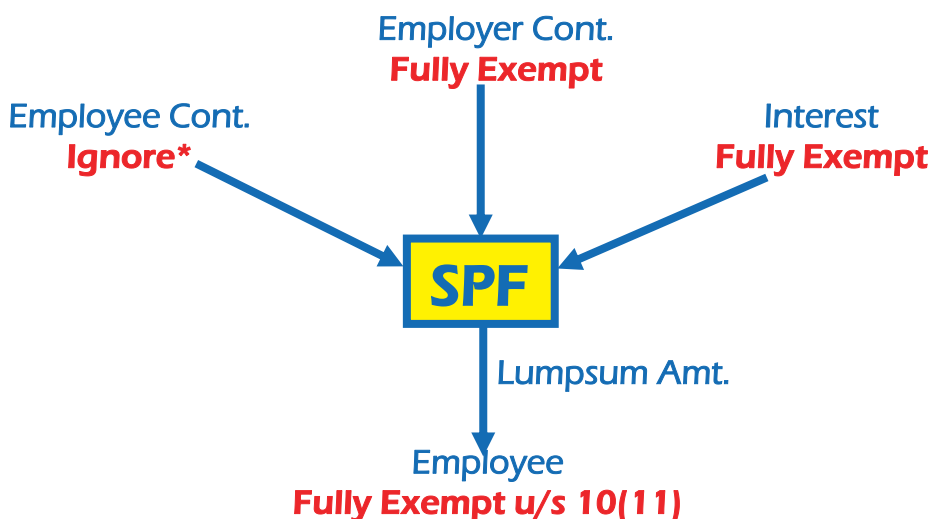 Employer Cont.
Fully Exempt
Employee Cont.
Ignore*
Interest
Fully Exempt
SPF
Lumpsum Amt.
Employee
Fully Exempt u/s 10(11)